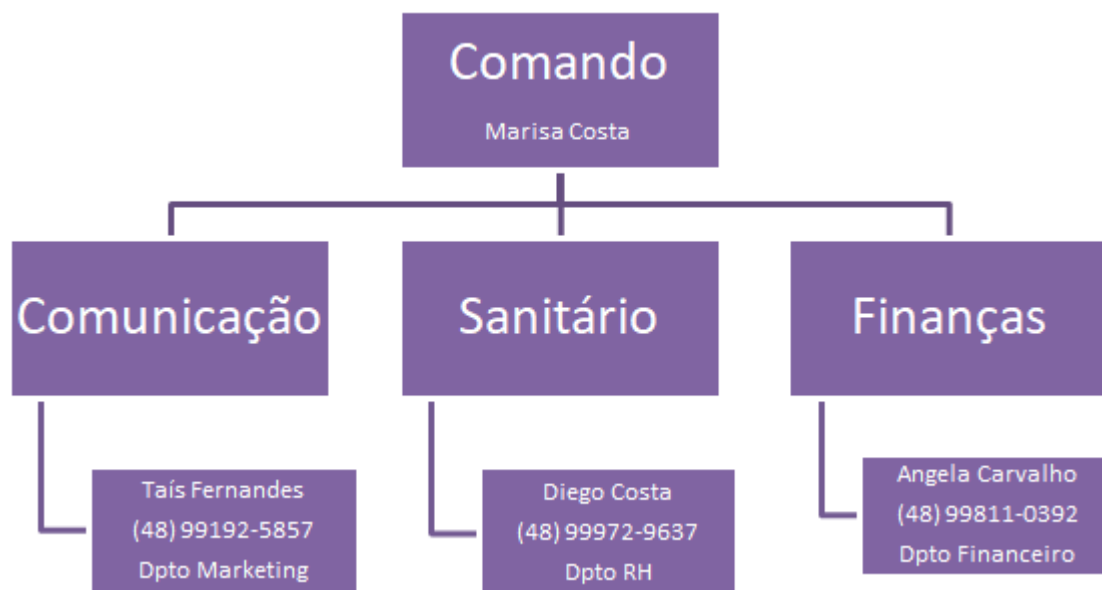 Comando
Marisa Costa
Comunicação
Sanitário
Finanças
Taís Fernandes
(48) 99192-5857
Dpto Marketing
Diego Costa
(48) 99972-9637
Dpto RH
Angela Carvalho
(48) 99811-0392
Dpto Financeiro